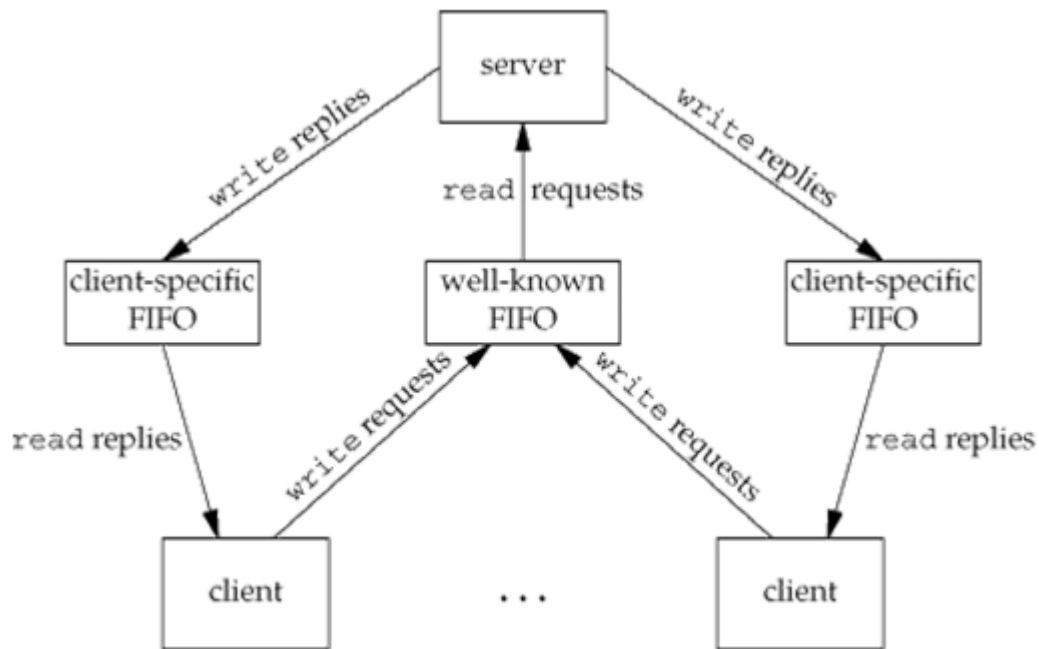 server
write replies
write replies
read requests
client-specific
FIFO
well-known
FIFO
client-specific
FIFO
read replies
write requests
write requests
read replies
client
...
client